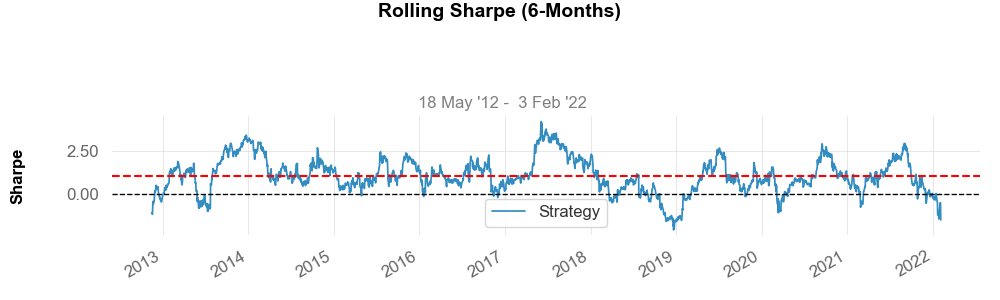 Rolling Sharpe (6-Months)
18 May '12 - 3 Feb '22
Sharpe
2.50
0.00
Strategy
2013 2014 2015 2016 2017 2018 2019 2020 2021 2022